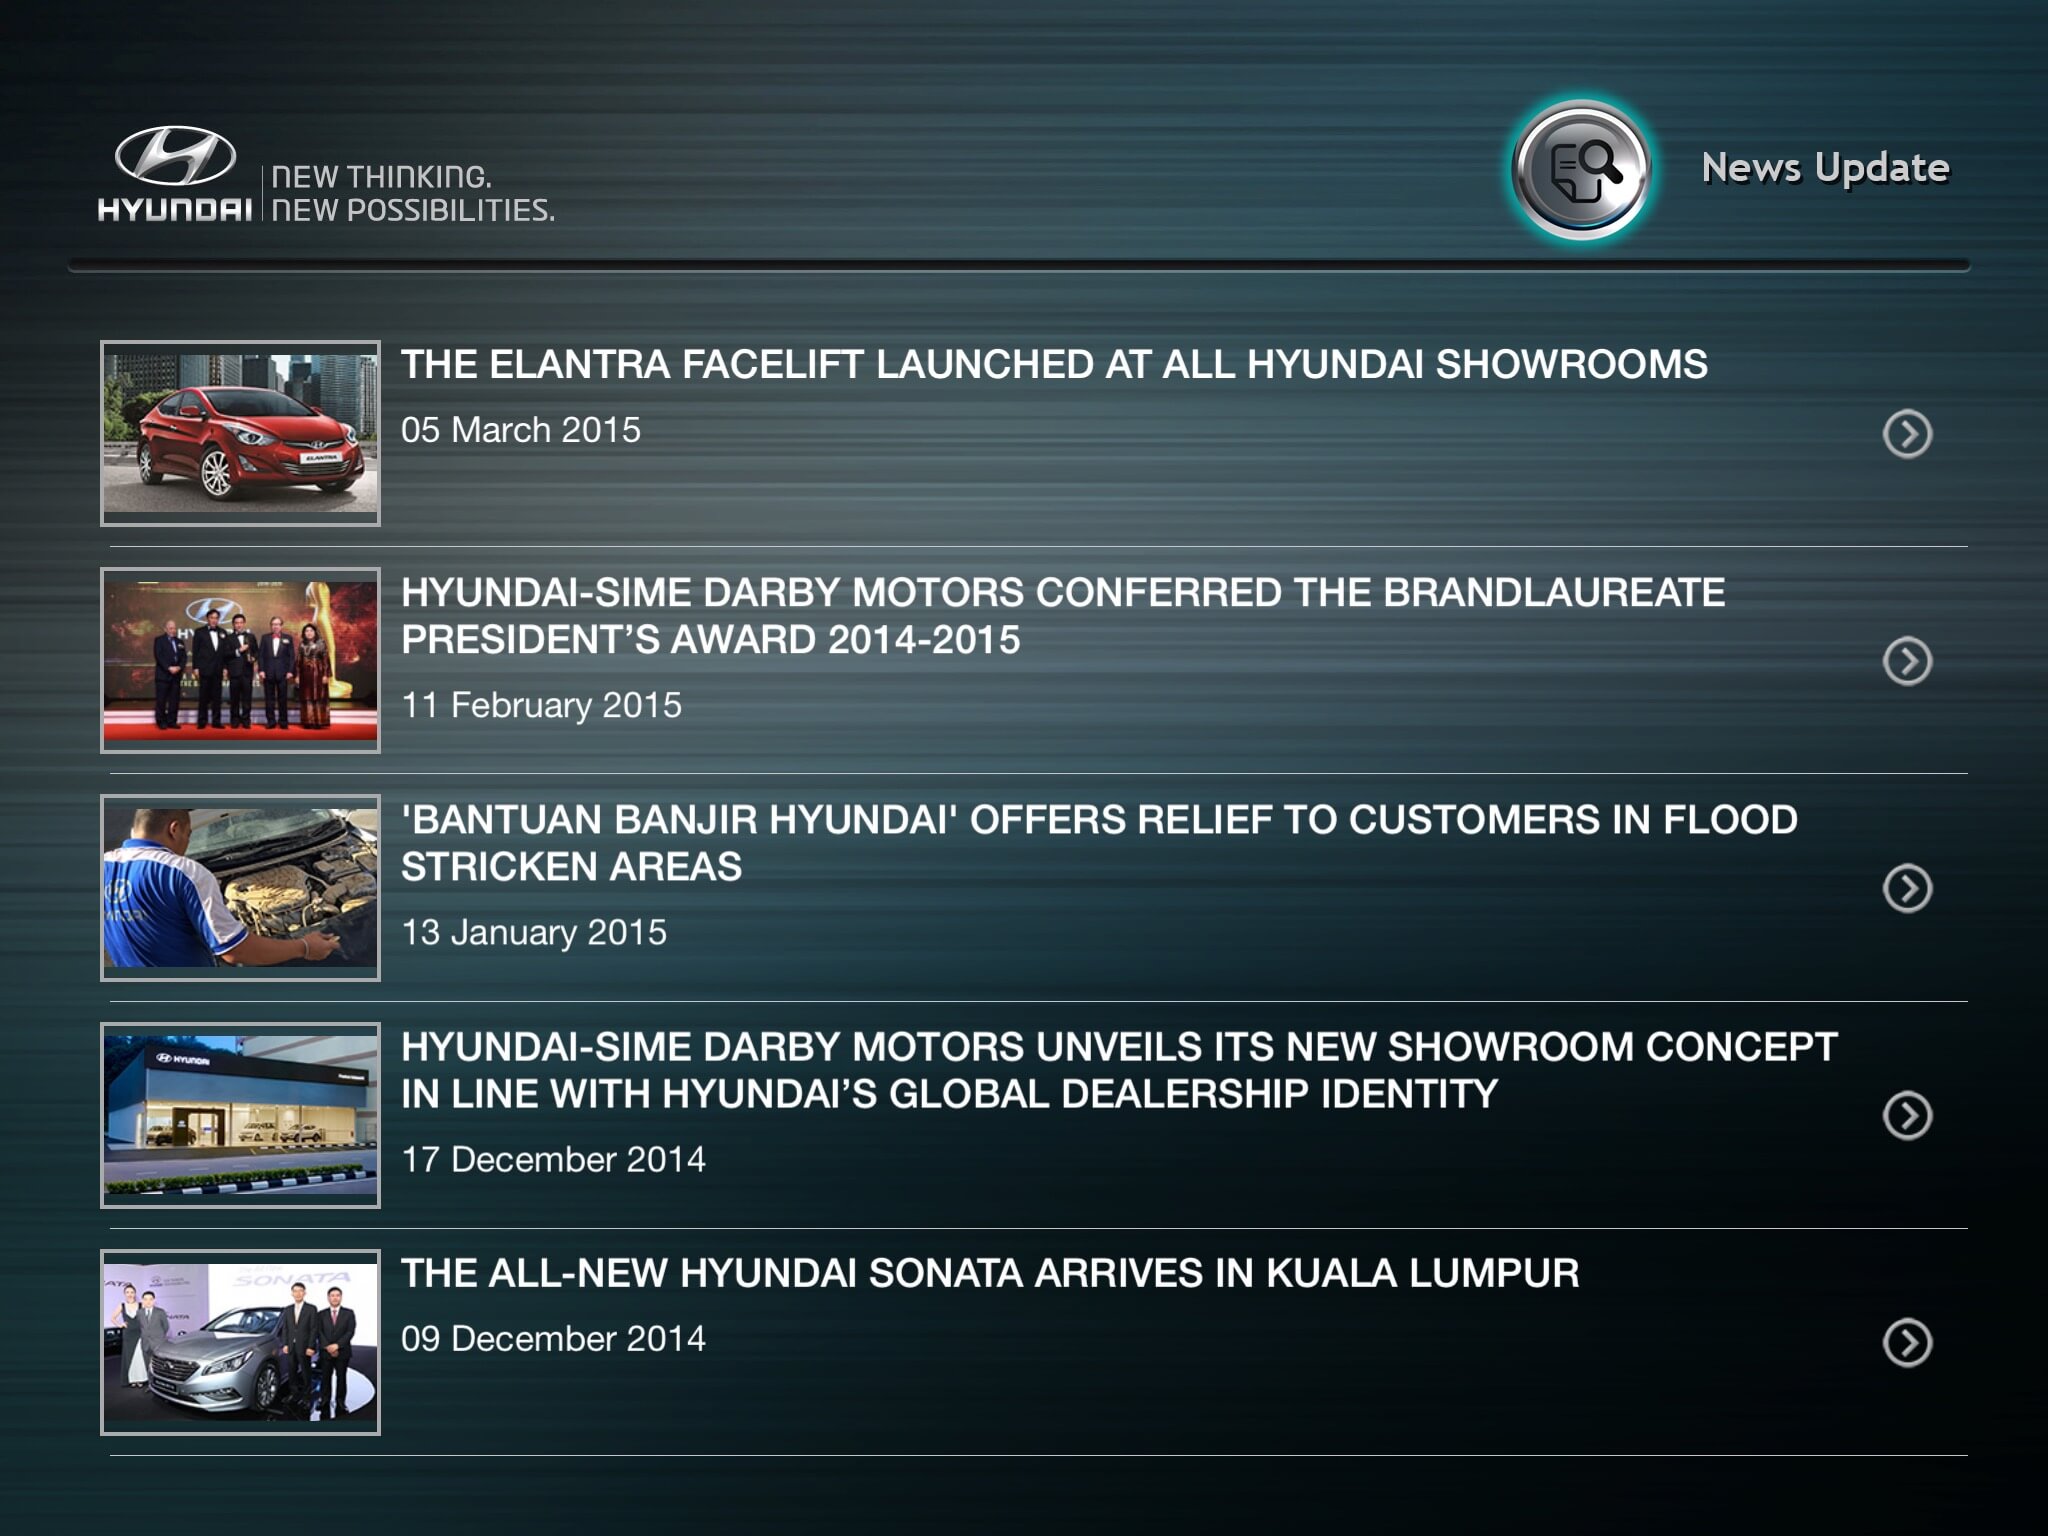 HYUNDAI
NEW THINKING.
NEW POSSIBILITIES.
News Update
THE ELANTRA FACELIFT LAUNCHED AT ALL HYUNDAI SHOWROOMS
05 March 2015
ELANTRA
HYUNDAI-SIME DARBY MOTORS CONFERRED THE BRANDLAUREATE
PRESIDENT’S AWARD 2014-2015
11 February 2015
'BANTUAN BANJIR HYUNDAI' OFFERS RELIEF TO CUSTOMERS IN FLOOD
STRICKEN AREAS
13 January 2015
HYUNDAI
HYUNDAI-SIME DARBY MOTORS UNVEILS ITS NEW SHOWROOM CONCEPT
IN LINE WITH HYUNDAI’S GLOBAL DEALERSHIP IDENTITY
17 December 2014
SONATA
THE ALL-NEW HYUNDAI SONATA ARRIVES IN KUALA LUMPUR
09 December 2014